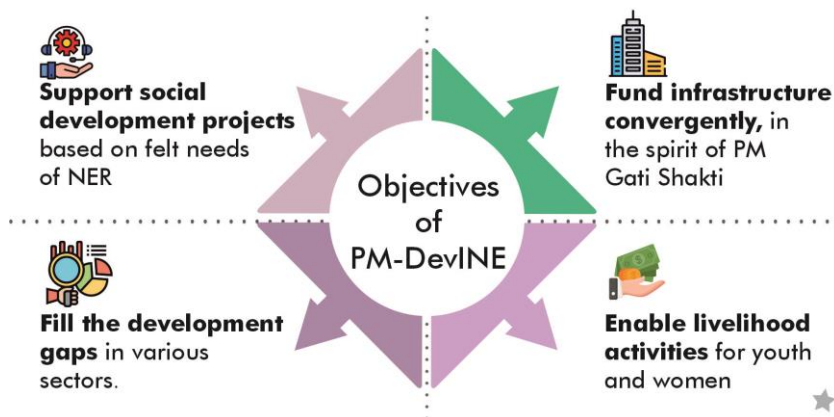 Support social
development projects
based on felt needs
of NER
Fund infrastructure
convergently, in
the spirit of PM
Gati Shakti
Objectives
of
PM-DevINE
Fill the development
gaps in various
sectors.
Enable livelihood
activities for youth
and women